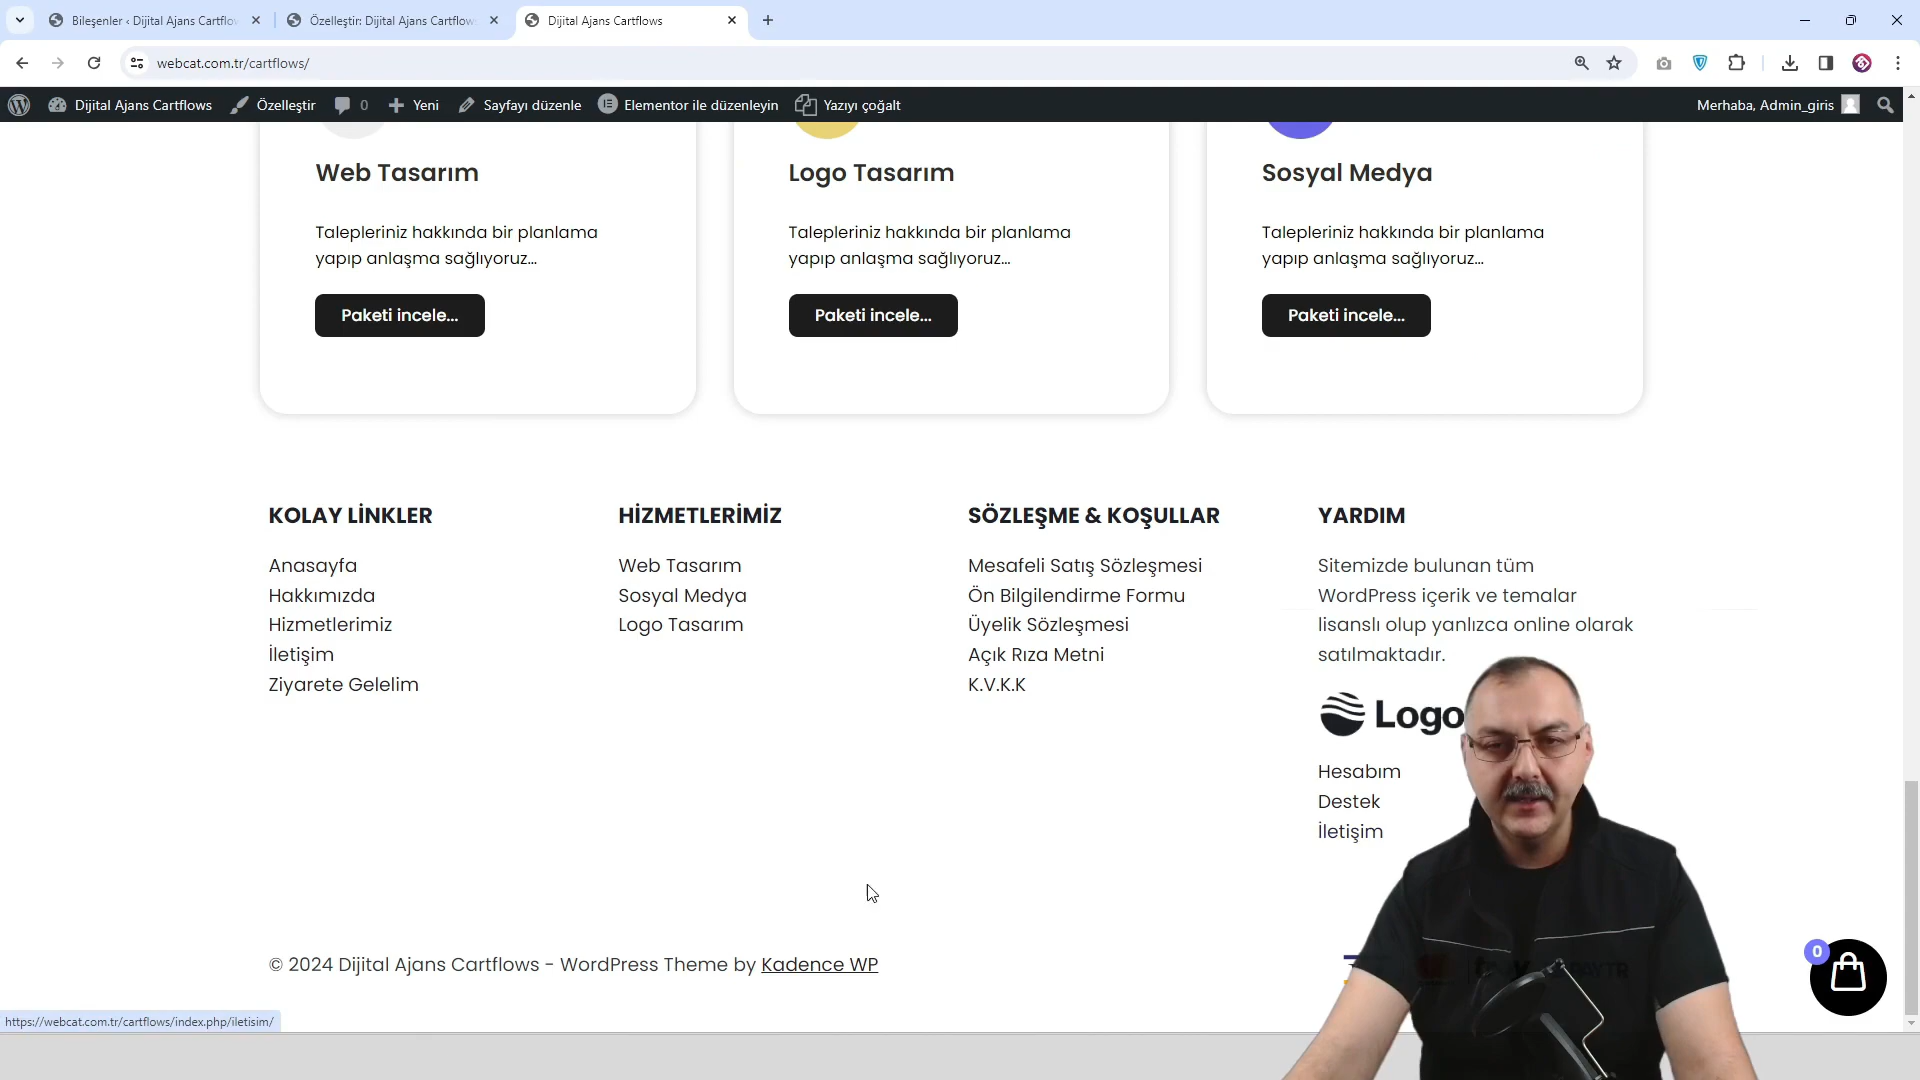 Bileşenler ‹ Dijital Ajans Cartflo
Özelleştir: Dijital Ajans Cartflow
Dijital Ajans Cartflows
webcat.com.tr/cartflows/
Dijital Ajans Cartflows
Özelleştir
0
Yeni
Sayfayı düzenle
Elementor ile düzenleyin
Yazıyı çoğalt
Merhaba, Admin_giris
Web Tasarım
Talepleriniz hakkında bir planlama
yapıp anlaşma sağlıyoruz...
Paketi incele...
Logo Tasarım
Talepleriniz hakkında bir planlama
yapıp anlaşma sağlıyoruz...
Paketi incele...
Sosyal Medya
Talepleriniz hakkında bir planlama
yapıp anlaşma sağlıyoruz...
Paketi incele...
KOLAY LİNKLER
Anasayfa
Hakkımızda
Hizmetlerimiz
İletişim
Ziyarete Gelelim
HİZMETLERİMİZ
Web Tasarım
Sosyal Medya
Logo Tasarım
SÖZLEŞME & KOŞULLAR
Mesafeli Satış Sözleşmesi
Ön Bilgilendirme Formu
Üyelik Sözleşmesi
Açık Rıza Metni
K.V.K.K
YARDIM
Sitemizde bulunan tüm
WordPress içerik ve temalar
lisanslı olup yanlızca online olarak
satılmaktadır.
Logo
Hesabım
Destek
İletişim
© 2024 Dijital Ajans Cartflows - WordPress Theme by Kadence WP
0
https://webcat.com.tr/cartflows/index.php/iletisim/